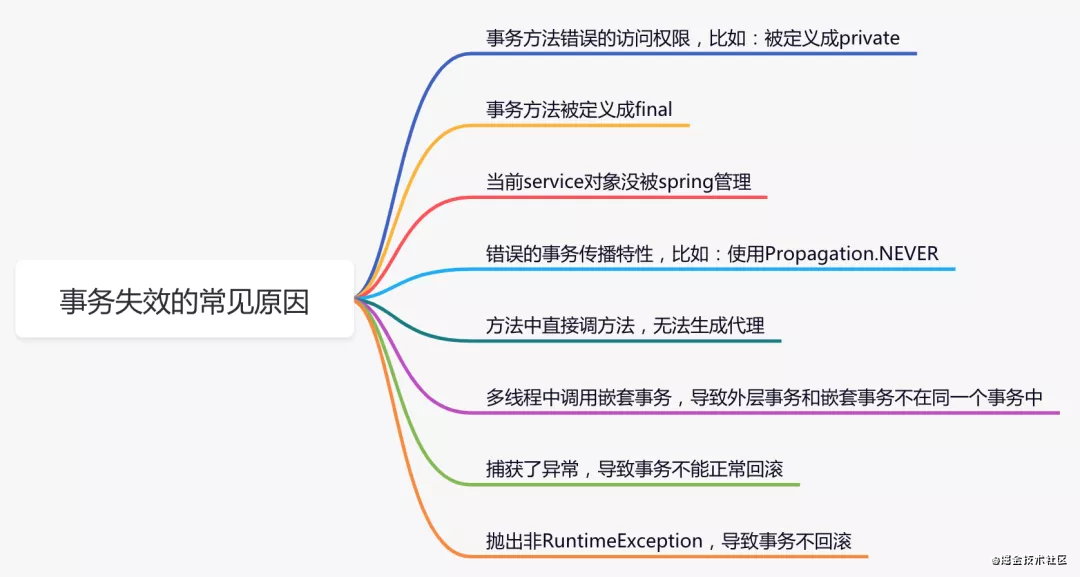 事务方法错误的访问权限，比如：被定义成private
事务方法被定义成final
当前service对象没被spring管理
错误的事务传播特性，比如：使用Propagation.NEVER
事务失效的常见原因
方法中直接调方法，无法生成代理
多线程中调用嵌套事务，导致外层事务和嵌套事务不在同一个事务中
捕获了异常，导致事务不能正常回滚
抛出非RuntimeException，导致事务不回滚
@掘金技术社区